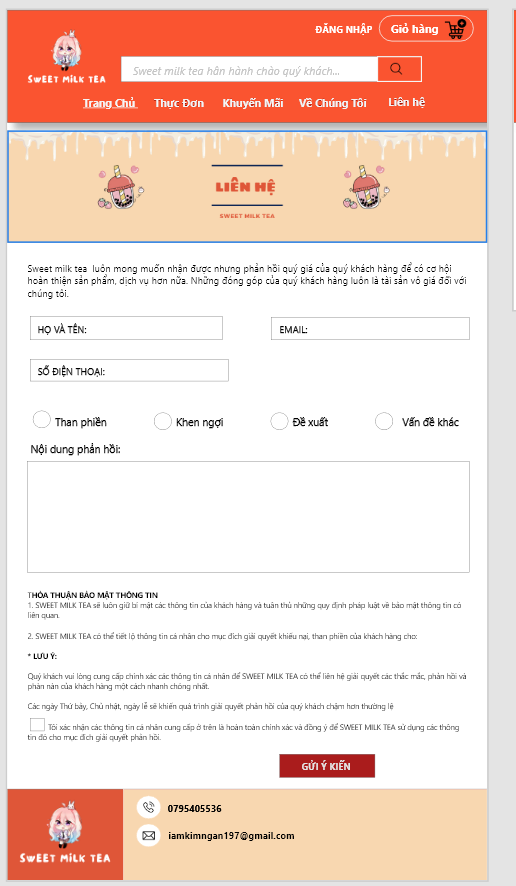 ĐĂNG NHẬP
Giỏ hàng
SWEET MILK TEA
Sweet milk tea hân hành chào quý khách...
Trang Chủ Thực Đơn Khuyến Mãi Về Chúng Tôi Liên hệ
LIÊN HỆ
SWEET MILK TEA
Sweet milk tea luôn mong muốn nhận được nhưng phản hồi quý giá của quý khách hàng để có cơ hội
hoàn thiện sản phẩm, dịch vụ hơn nữa. Những đóng góp của quý khách hàng luôn là tài sản vô giá đối với
chúng tôi.
HỌ VÀ TÊN: EMAIL:
SỐ ĐIỆN THOẠI:
Than phiền Khen ngợi Đề xuất Vấn đề khác
Nội dung phản hồi:
THỎA THUẬN BẢO MẬT THÔNG TIN
1. SWEET MILK TEA sẽ luôn giữ bí mật các thông tin của khách hàng và tuân thủ những quy định pháp luật về bảo mật thông tin có
liên quan.
2. SWEET MILK TEA có thể tiết lộ thông tin cá nhân cho mục đích giải quyết khiếu nại, than phiền của khách hàng cho:
* LƯU Ý:
Quý khách vui lòng cung cấp chính xác các thông tin cá nhân để SWEET MILK TEA có thể liên hệ giải quyết các thắc mắc, phản hồi và
phàn nàn của khách hàng một cách nhanh chóng nhất.
Các ngày Thứ bảy, Chủ nhật, ngày lễ sẽ khiến quá trình giải quyết phản hồi của quý khách chậm hơn thường lệ
Tôi xác nhận các thông tin cá nhân cung cấp ở trên là hoàn toàn chính xác và đồng ý để SWEET MILK TEA sử dụng các thông
tin đó cho mục đích giải quyết phản hồi.
GỬI Ý KIẾN
0795405536
iamkimngan197@gmail.com
SWEET MILK TEA